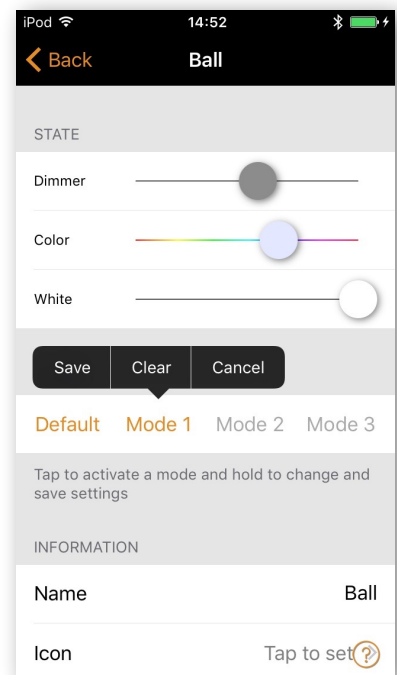 iPod 14:52
Back Ball
STATE
Dimmer
Color
White
Save Clear Cancel
Default Mode 1 Mode 2 Mode 3
Tap to activate a mode and hold to change and
save settings
INFORMATION
Name Ball
Icon Tap to set ?